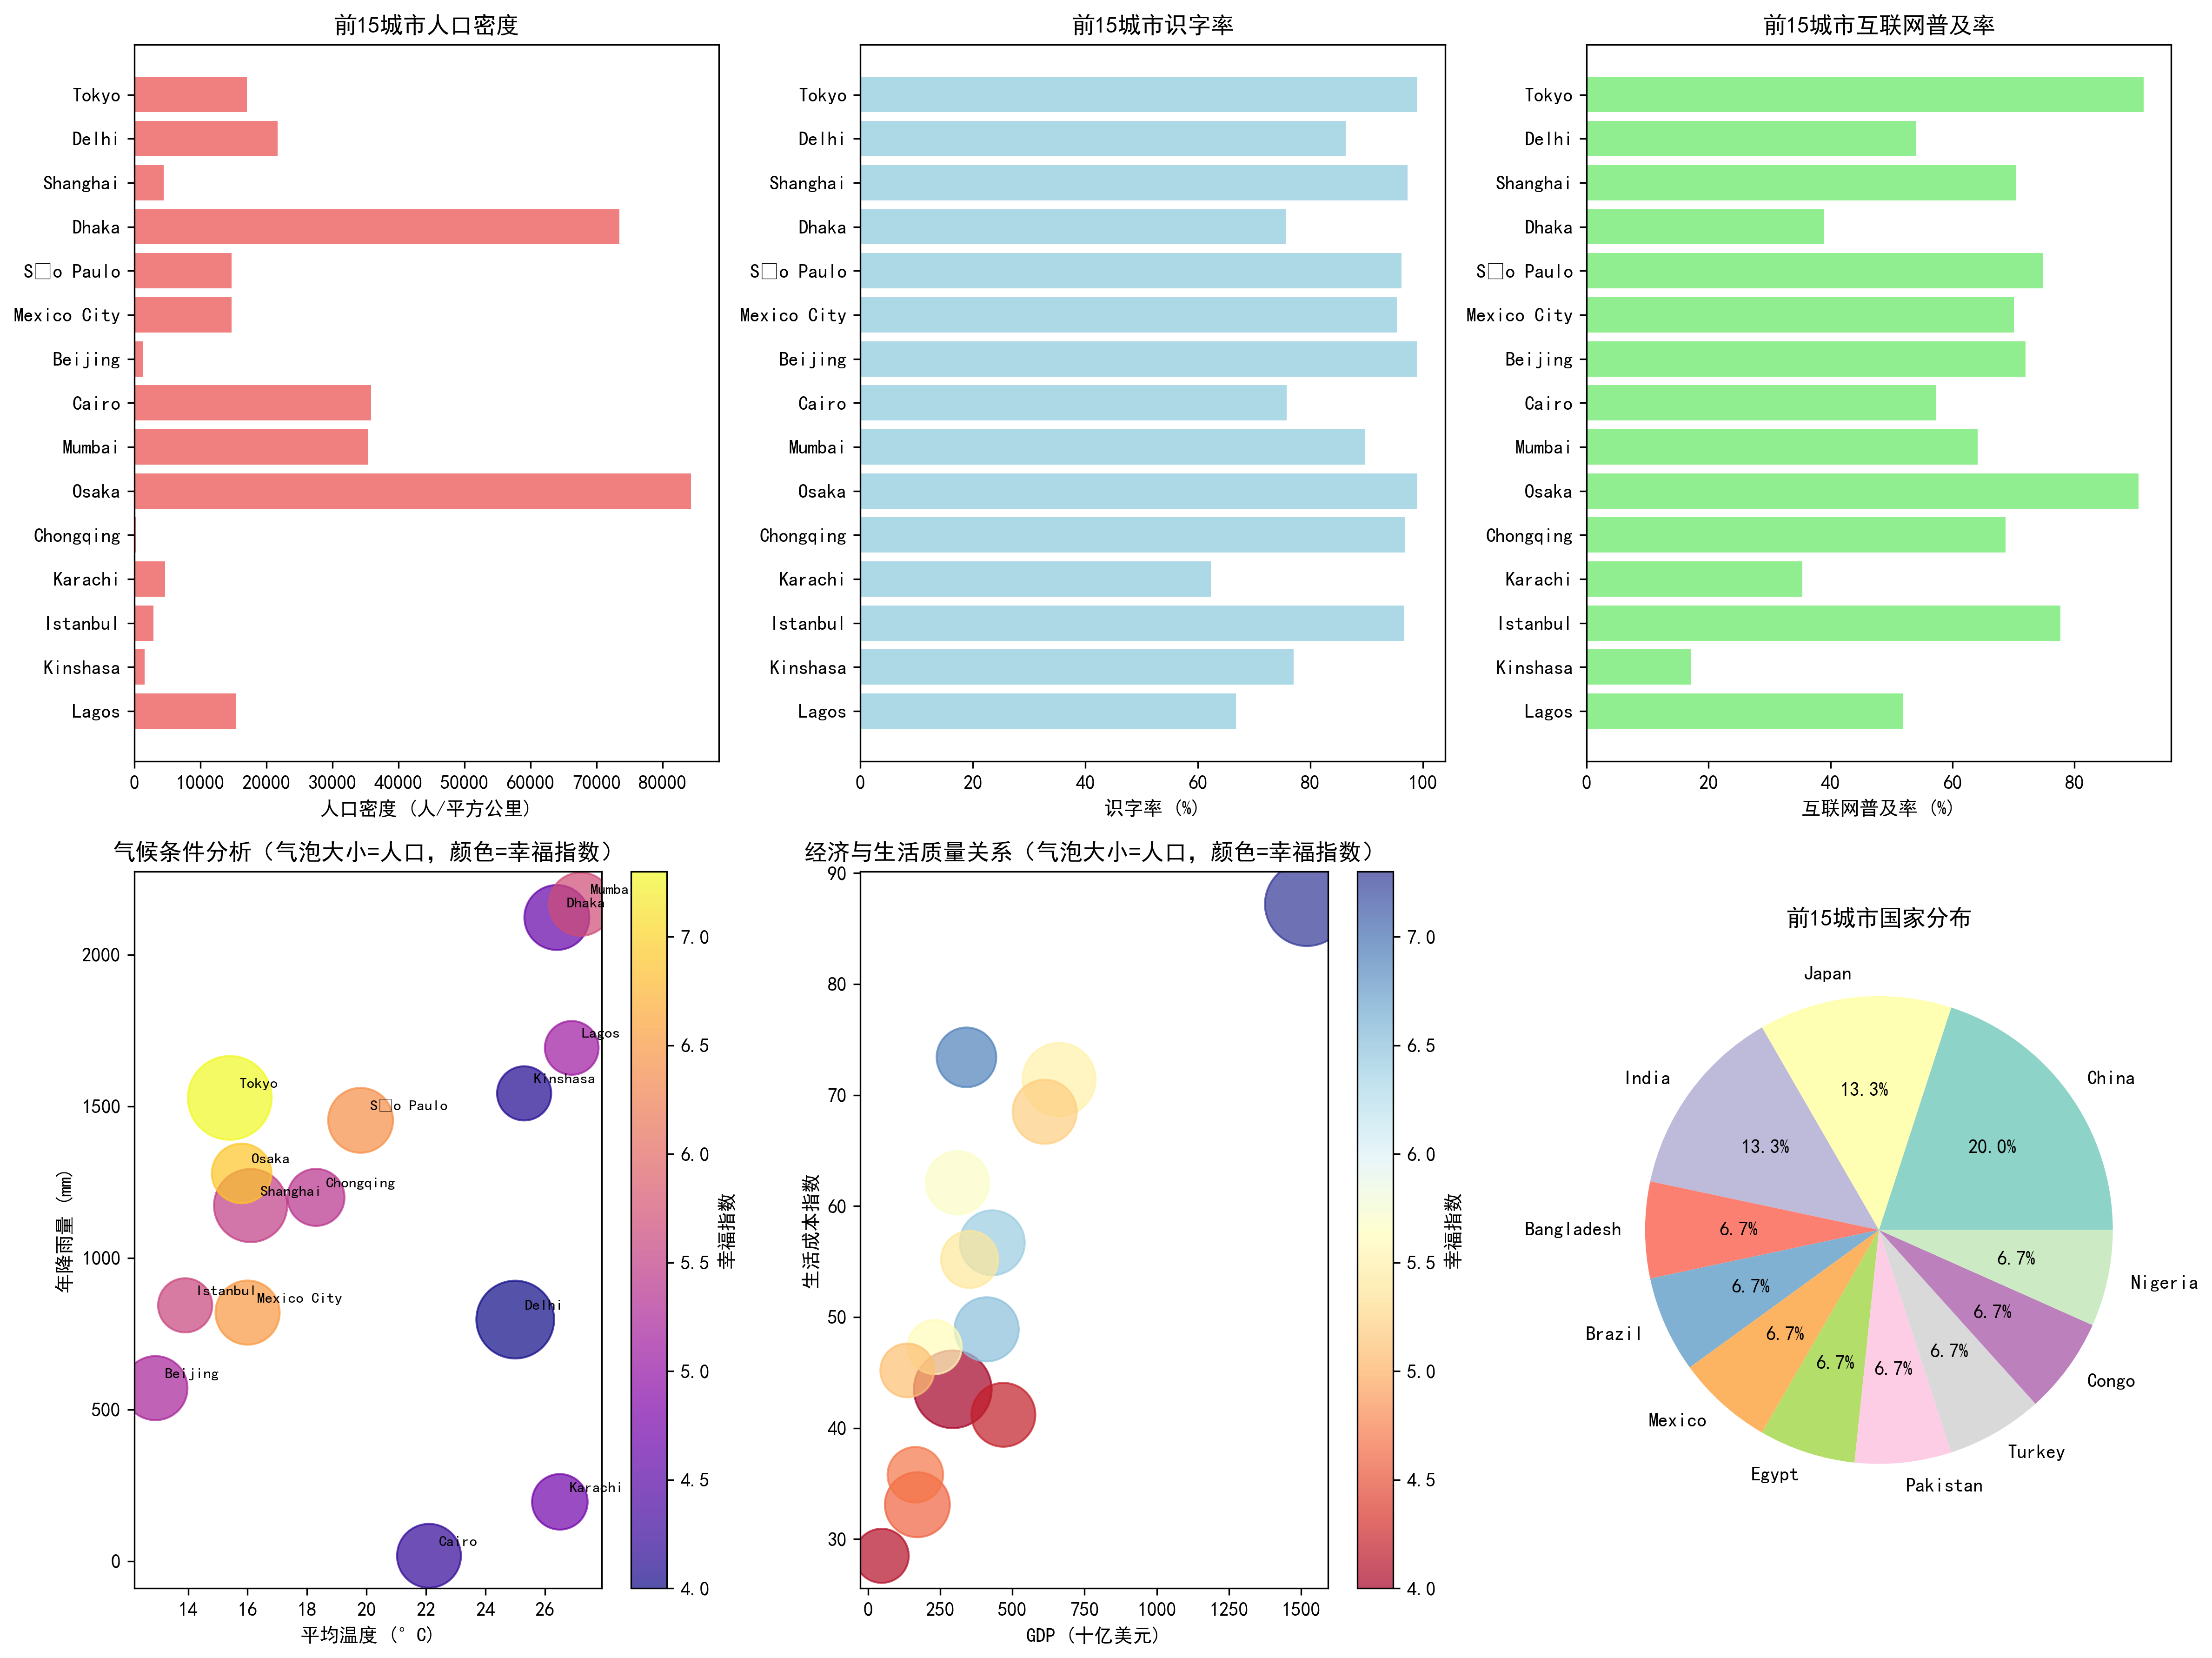 前15城市人口密度
Tokyo
Delhi
Shanghai
Dhaka
S□o Paulo
Mexico City
Beijing
Cairo
Mumbai
Osaka
Chongqing
Karachi
Istanbul
Kinshasa
Lagos
0 10000 20000 30000 40000 50000 60000 70000 80000
人口密度 (人/平方公里)
前15城市识字率
Tokyo
Delhi
Shanghai
Dhaka
S□o Paulo
Mexico City
Beijing
Cairo
Mumbai
Osaka
Chongqing
Karachi
Istanbul
Kinshasa
Lagos
0 20 40 60 80 100
识字率 (%)
前15城市互联网普及率
Tokyo
Delhi
Shanghai
Dhaka
S□o Paulo
Mexico City
Beijing
Cairo
Mumbai
Osaka
Chongqing
Karachi
Istanbul
Kinshasa
Lagos
0 20 40 60 80
互联网普及率 (%)
气候条件分析（气泡大小=人口，颜色=幸福指数）
年降雨量 (mm)
2000
1500
1000
500
0
Mumba
Dhaka
Lagos
Kinshasa
Tokyo
S□o Paulo
Osaka
Chongqing
Shanghai
Istanbul
Mexico City
Delhi
Beijing
Karachi
Cairo
14 16 18 20 22 24 26
平均温度 (°C)
7.0
6.5
6.0
5.5
5.0
4.5
4.0
幸福指数
经济与生活质量关系（气泡大小=人口，颜色=幸福指数）
生活成本指数
90
80
70
60
50
40
30
0 250 500 750 1000 1250 1500
GDP (十亿美元)
7.0
6.5
6.0
5.5
5.0
4.5
4.0
幸福指数
前15城市国家分布
Japan
13.3%
China
20.0%
India
13.3%
Bangladesh
6.7%
Brazil
6.7%
Mexico
6.7%
Egypt
6.7%
Pakistan
6.7%
Turkey
6.7%
Congo
6.7%
Nigeria
6.7%